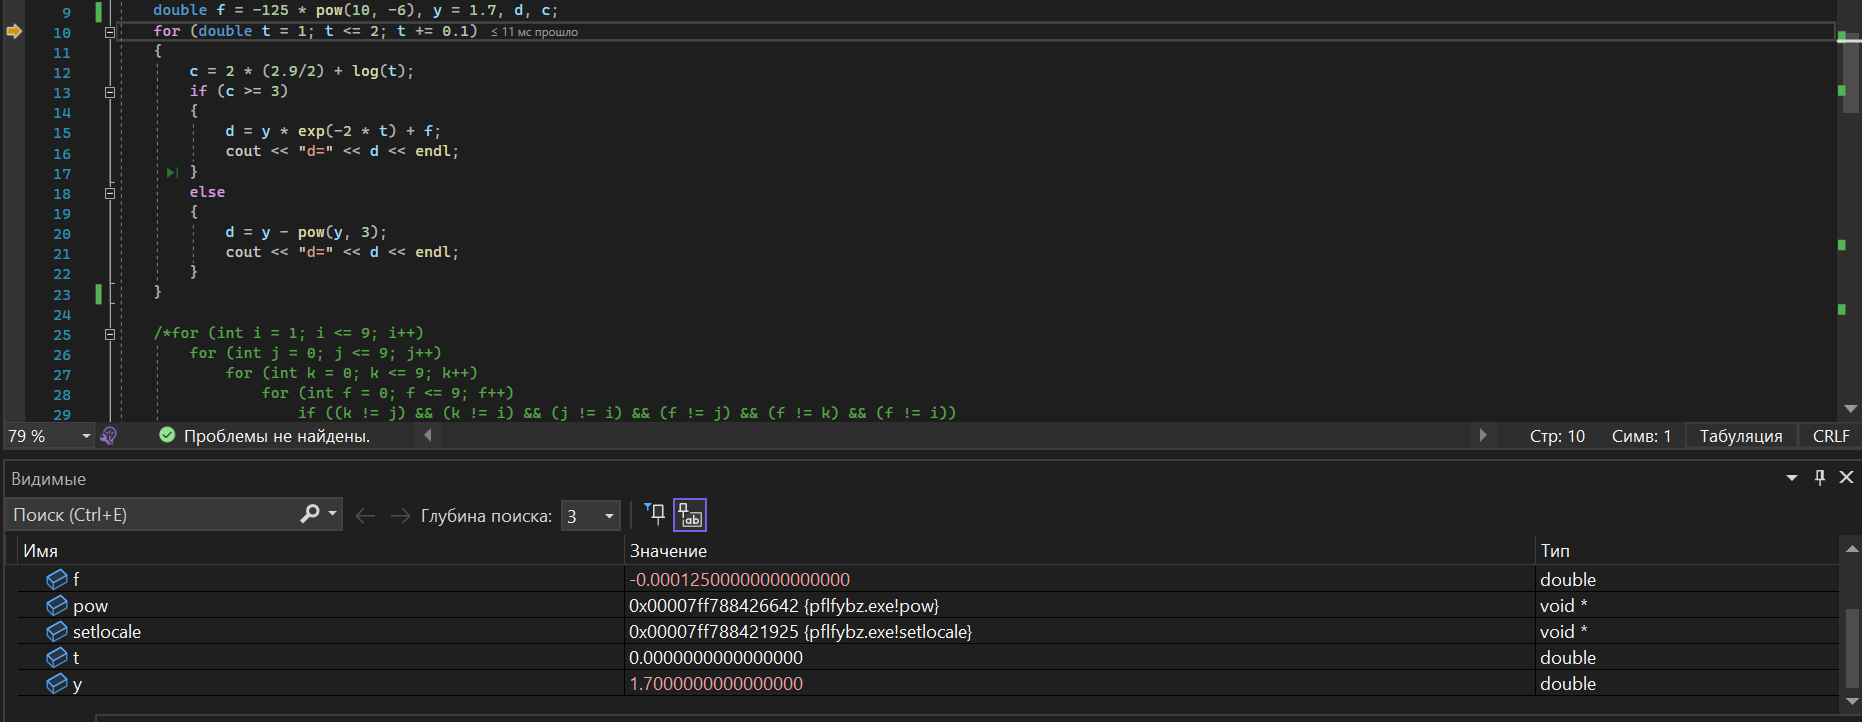 9 double f = -125 * pow(10, -6), y = 1.7, d, c;
10 for (double t = 1; t <= 2; t += 0.1) ≤ 11 мс прошло
11 {
12 c = 2 * (2.9/2) + log(t);
13 if (c >= 3)
14 {
15 d = y * exp(-2 * t) + f;
16 cout << "d=" << d << endl;
17 }
18 else
19 {
20 d = y - pow(y, 3);
21 cout << "d=" << d << endl;
22 }
23 }
24
25 /*for (int i = 1; i <= 9; i++)
26 for (int j = 0; j <= 9; j++)
27 for (int k = 0; k <= 9; k++)
28 for (int f = 0; f <= 9; f++)
29 if ((k != j) && (k != i) && (j != i) && (f != j) && (f != k) && (f != i))
79 % Проблемы не найдены. Стр: 10 Симв: 1 Табуляция CRLF
Видимые
Поиск (Ctrl+E) Глубина поиска: 3 ab
Имя Значение Тип
f -0.00012500000000000000 double
pow 0x00007ff788426642 {pflfybz.exe!pow} void *
setlocale 0x00007ff788421925 {pflfybz.exe!setlocale} void *
t 0.0000000000000000 double
y 1.7000000000000000 double